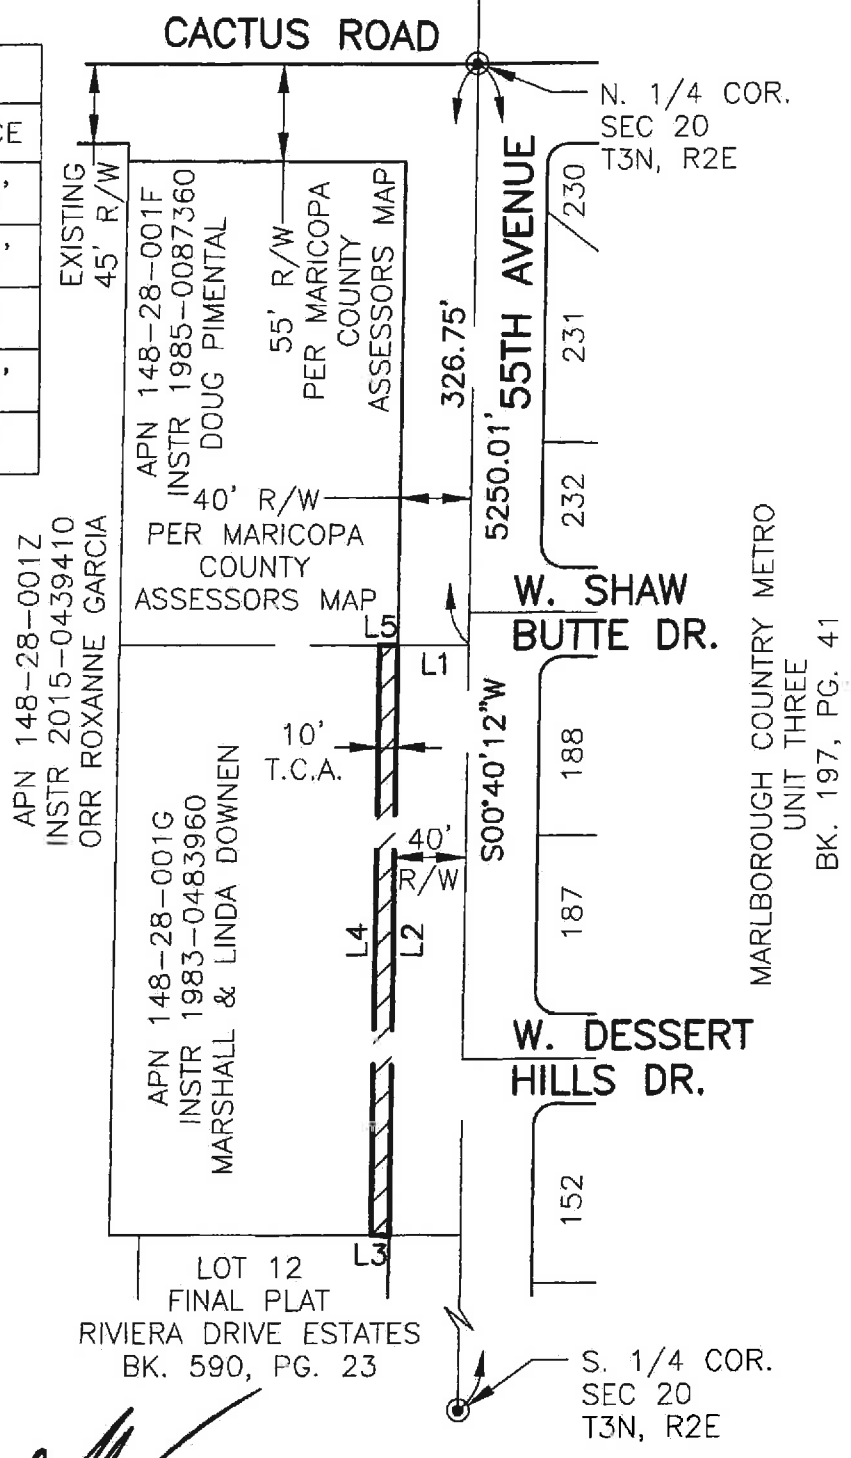 CACTUS ROAD
N. 1/4 COR.
SEC 20
T3N, R2E
CE
EXISTING
45' R/W
APN 148-28-001F
INSTR 1985-0087360
DOUG PIMENTAL
55' R/W
PER MARICOPA
COUNTY
ASSESSORS MAP
326.75'
5250.01'
55TH AVENUE
230
231
232
40' R/W
PER MARICOPA
COUNTY
ASSESSORS MAP
APN 148-28-001Z
INSTR 2015-0439410
ORR ROXANNE GARCIA
W. SHAW
BUTTE DR.
L5
L1
10'
T.C.A.
S00°40'12"W
188
MARLBOROUGH COUNTRY METRO
UNIT THREE
BK. 197, PG. 41
40'
R/W
APN 148-28-001G
INSTR 1983-0483960
MARSHALL & LINDA DOWNEN
L4
L2
187
W. DESSERT
HILLS DR.
152
L3
LOT 12
FINAL PLAT
RIVIERA DRIVE ESTATES
BK. 590, PG. 23
S. 1/4 COR.
SEC 20
T3N, R2E